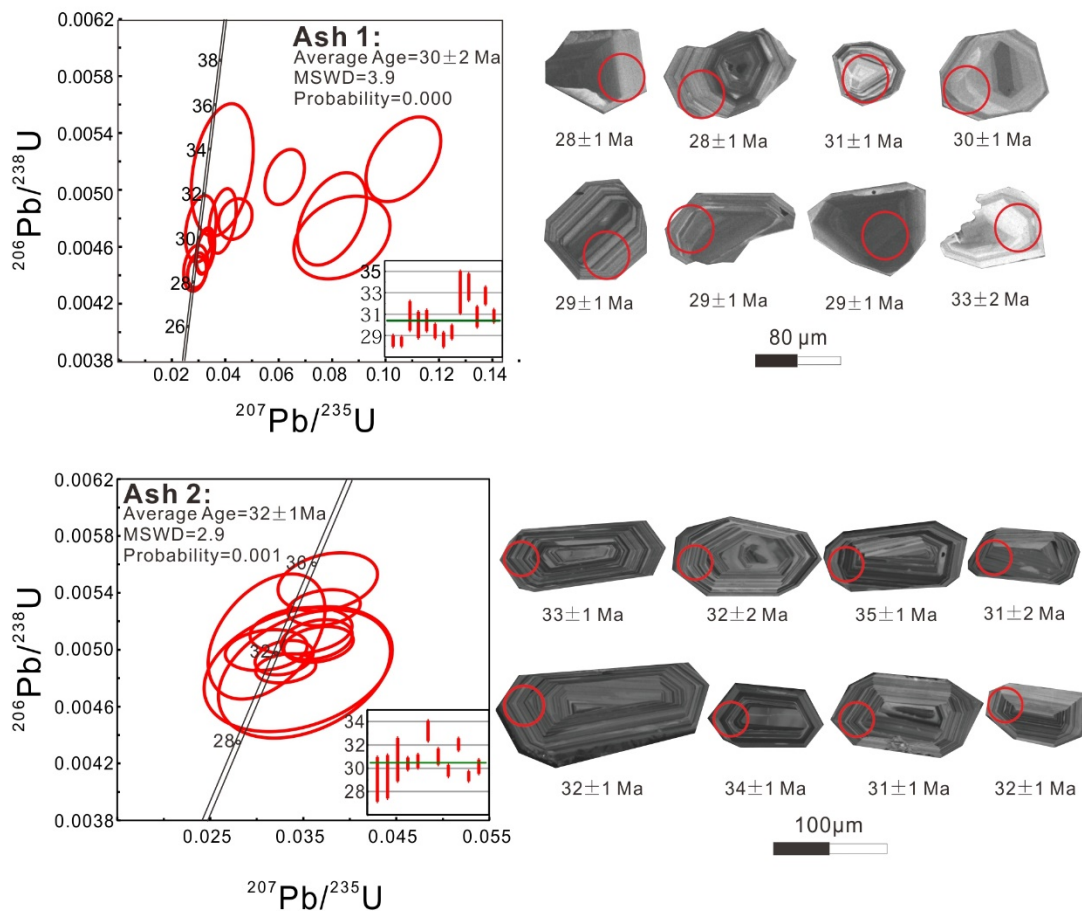 0.0062
0.0058
0.0054
0.0050
0.0046
0.0042
0.0038
206Pb/238U
Ash 1:
Average Age=30±2 Ma
MSWD=3.9
Probability=0.000
38
36
34
32
30
28
26
35
33
31
29
0.02 0.04 0.06 0.08 0.10 0.12 0.14
207Pb/235U
28±1 Ma 28±1 Ma 31±1 Ma 30±1 Ma
29±1 Ma 29±1 Ma 29±1 Ma 33±2 Ma
80 μm
0.0062
0.0058
0.0054
0.0050
0.0046
0.0042
0.0038
206Pb/238U
Ash 2:
Average Age=32±1Ma
MSWD=2.9
Probability=0.001
36
32
28
34
32
30
28
0.025 0.035 0.045 0.055
207Pb/235U
33±1 Ma 32±2 Ma 35±1 Ma 31±2 Ma
32±1 Ma 34±1 Ma 31±1 Ma 32±1 Ma
100μm